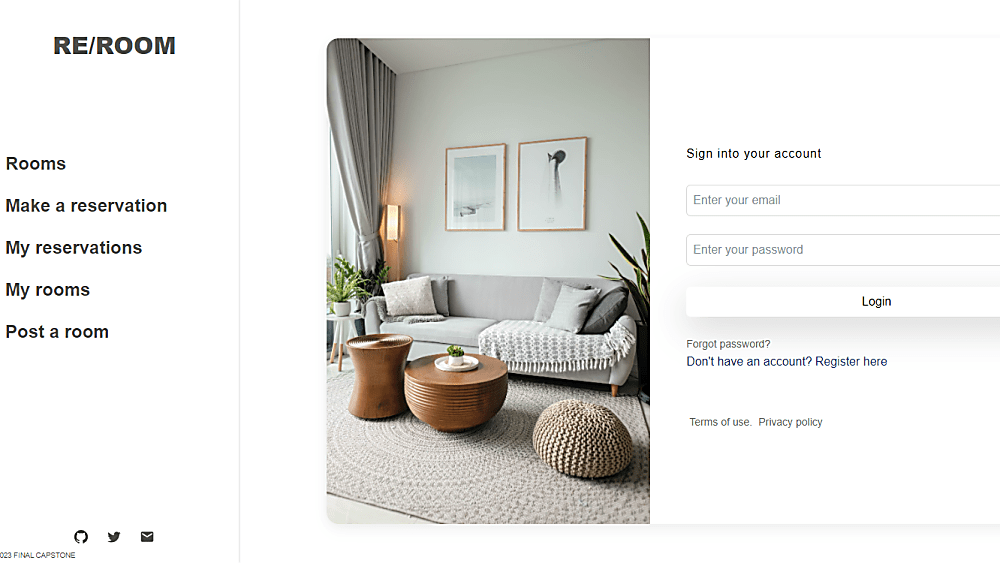 RE/ROOM
Rooms
Make a reservation
My reservations
My rooms
Post a room
023 FINAL CAPSTONE
Sign into your account
Enter your email
Enter your password
Login
Forgot password?
Don't have an account? Register here
Terms of use. Privacy policy